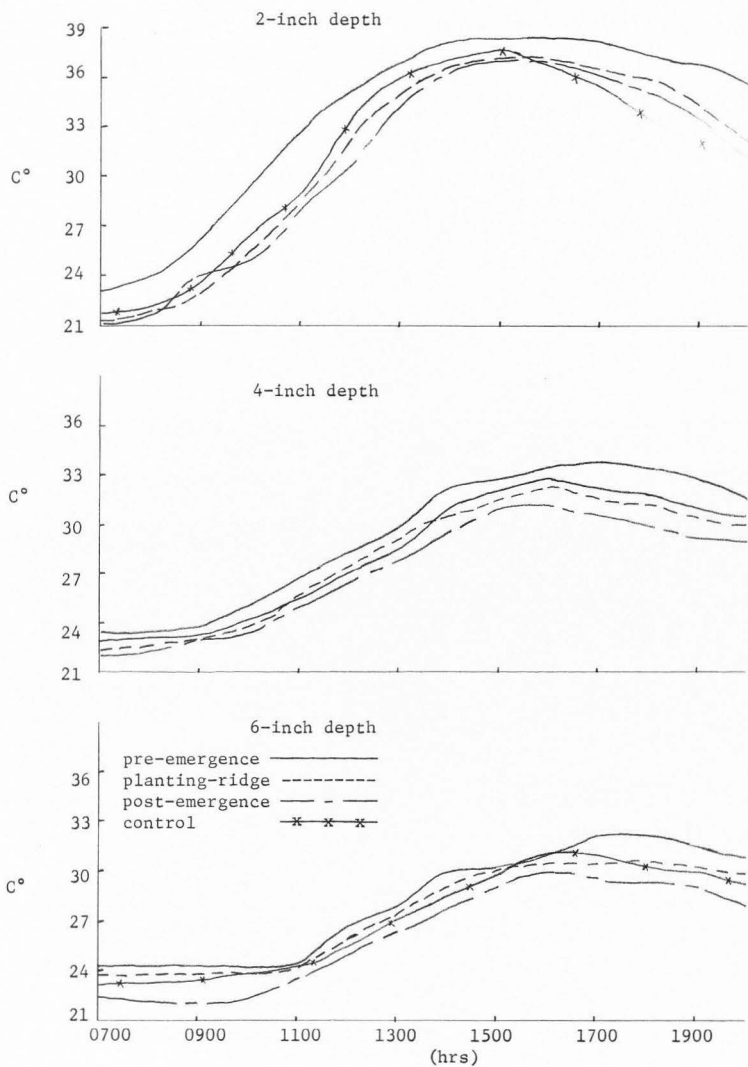 2-inch depth
39
36
33
C°
30
27
24
21
4-inch depth
36
33
C°
30
27
24
21
6-inch depth
pre-emergence
36
planting-ridge
post-emergence
33
control
30
C°
27
24
21
0700 0900 1100 1300 1500 1700 1900
(hrs)